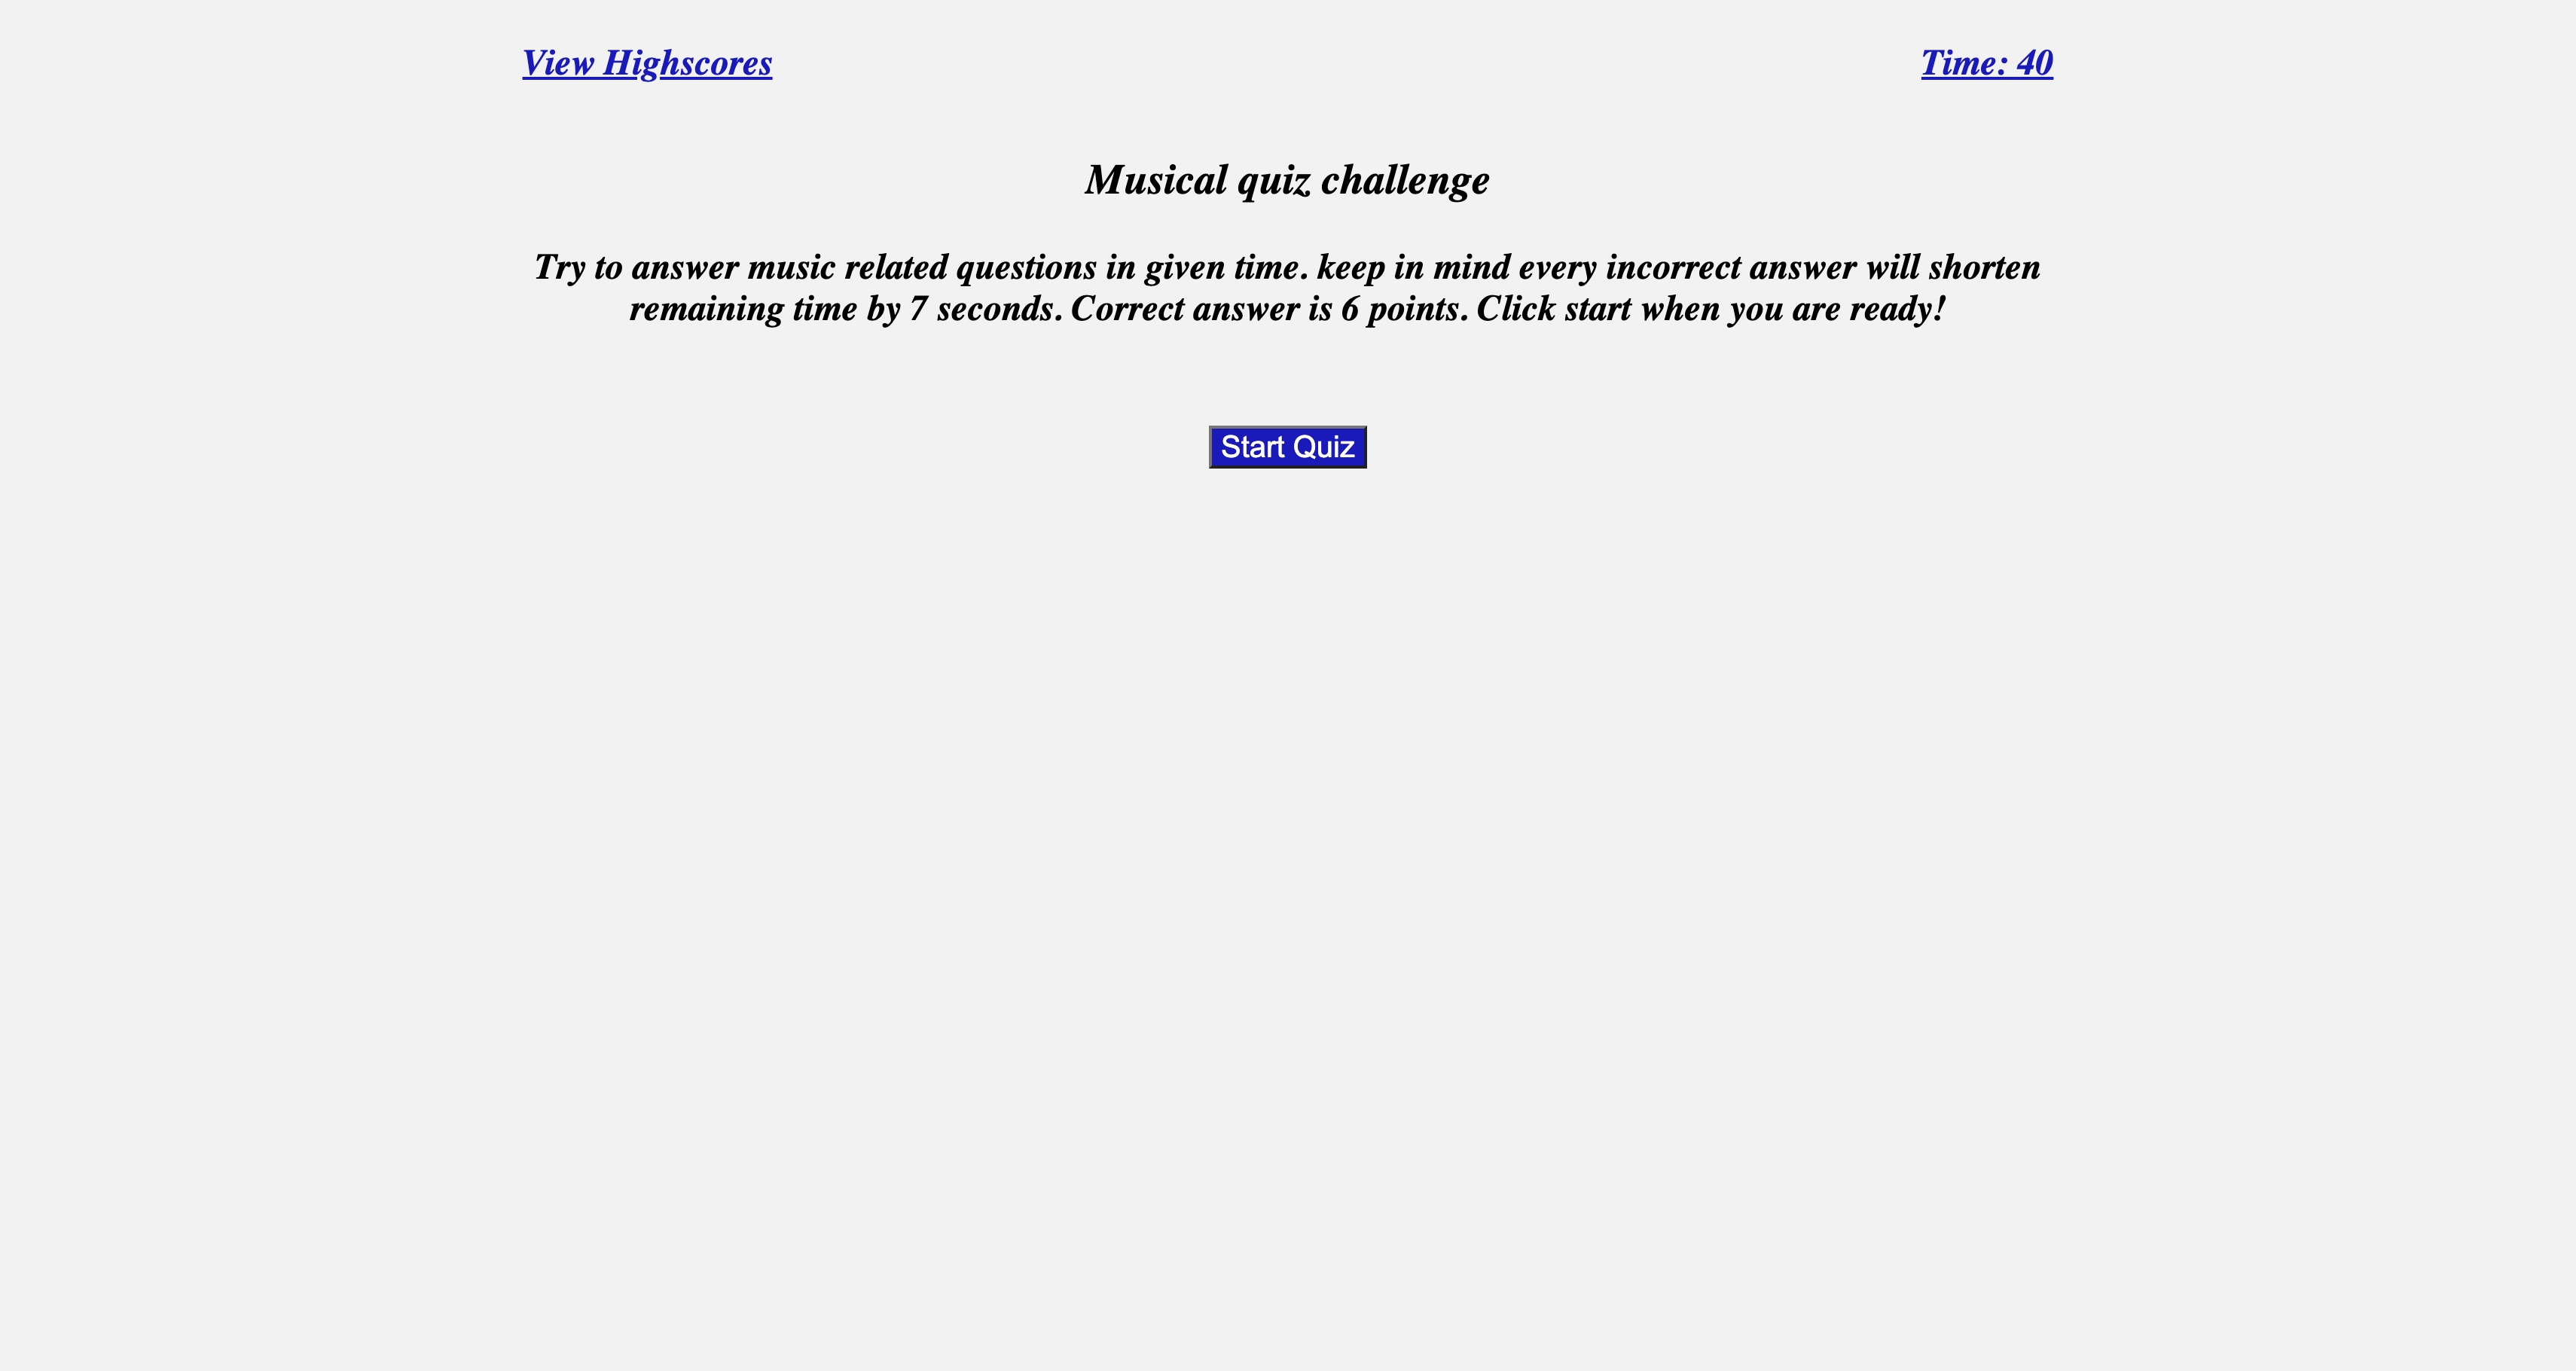 View Highscores
Time: 40
Musical quiz challenge
Try to answer music related questions in given time. keep in mind every incorrect answer will shorten
remaining time by 7 seconds. Correct answer is 6 points. Click start when you are ready!
Start Quiz